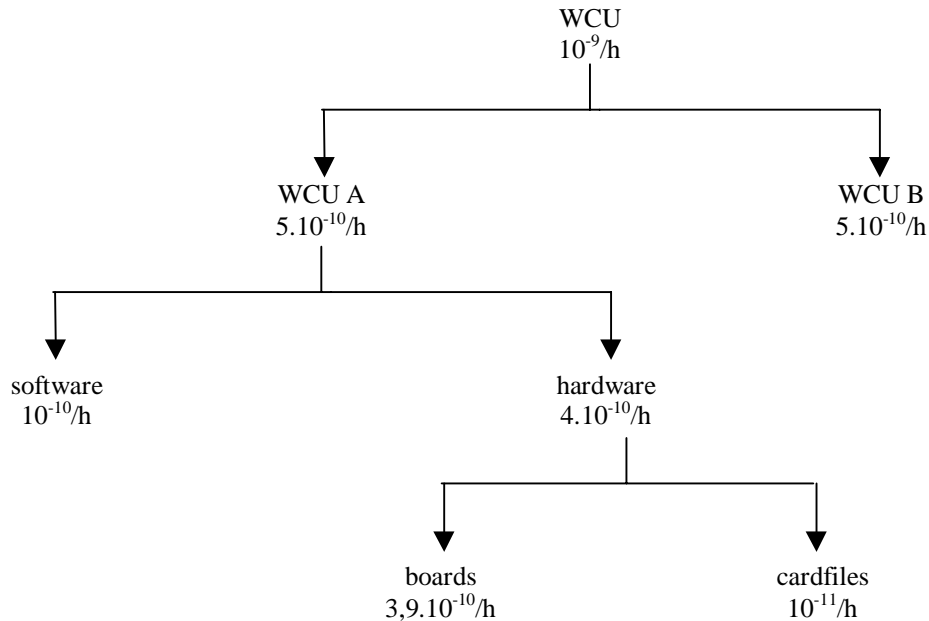 WCU
10⁻⁹/h
WCU A
5.10⁻¹⁰/h
WCU B
5.10⁻¹⁰/h
software
10⁻¹⁰/h
hardware
4.10⁻¹⁰/h
boards
3,9.10⁻¹⁰/h
cardfiles
10⁻¹¹/h